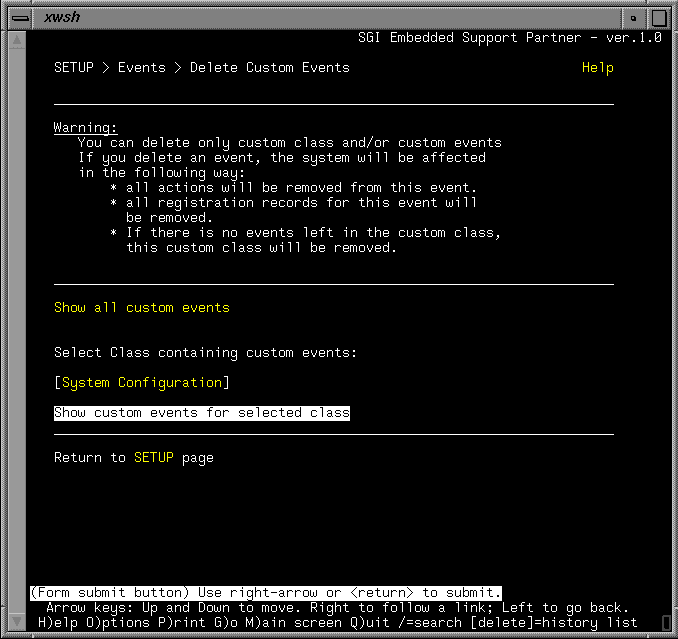 xwsh
SGI Embedded Support Partner - ver.1.0
SETUP > Events > Delete Custom Events Help
Warning:
You can delete only custom class and/or custom events
If you delete an event, the system will be affected
in the following way:
* all actions will be removed from this event.
* all registration records for this event will
be removed.
* If there is no events left in the custom class,
this custom class will be removed.
Show all custom events
Select Class containing custom events:
[System Configuration]
Show custom events for selected class
Return to SETUP page
(Form submit button) Use right-arrow or <return> to submit.
Arrow keys: Up and Down to move. Right to follow a link; Left to go back.
H)elp O)ptions P)rint G)o M)ain screen Q)uit /=search [delete]=history list